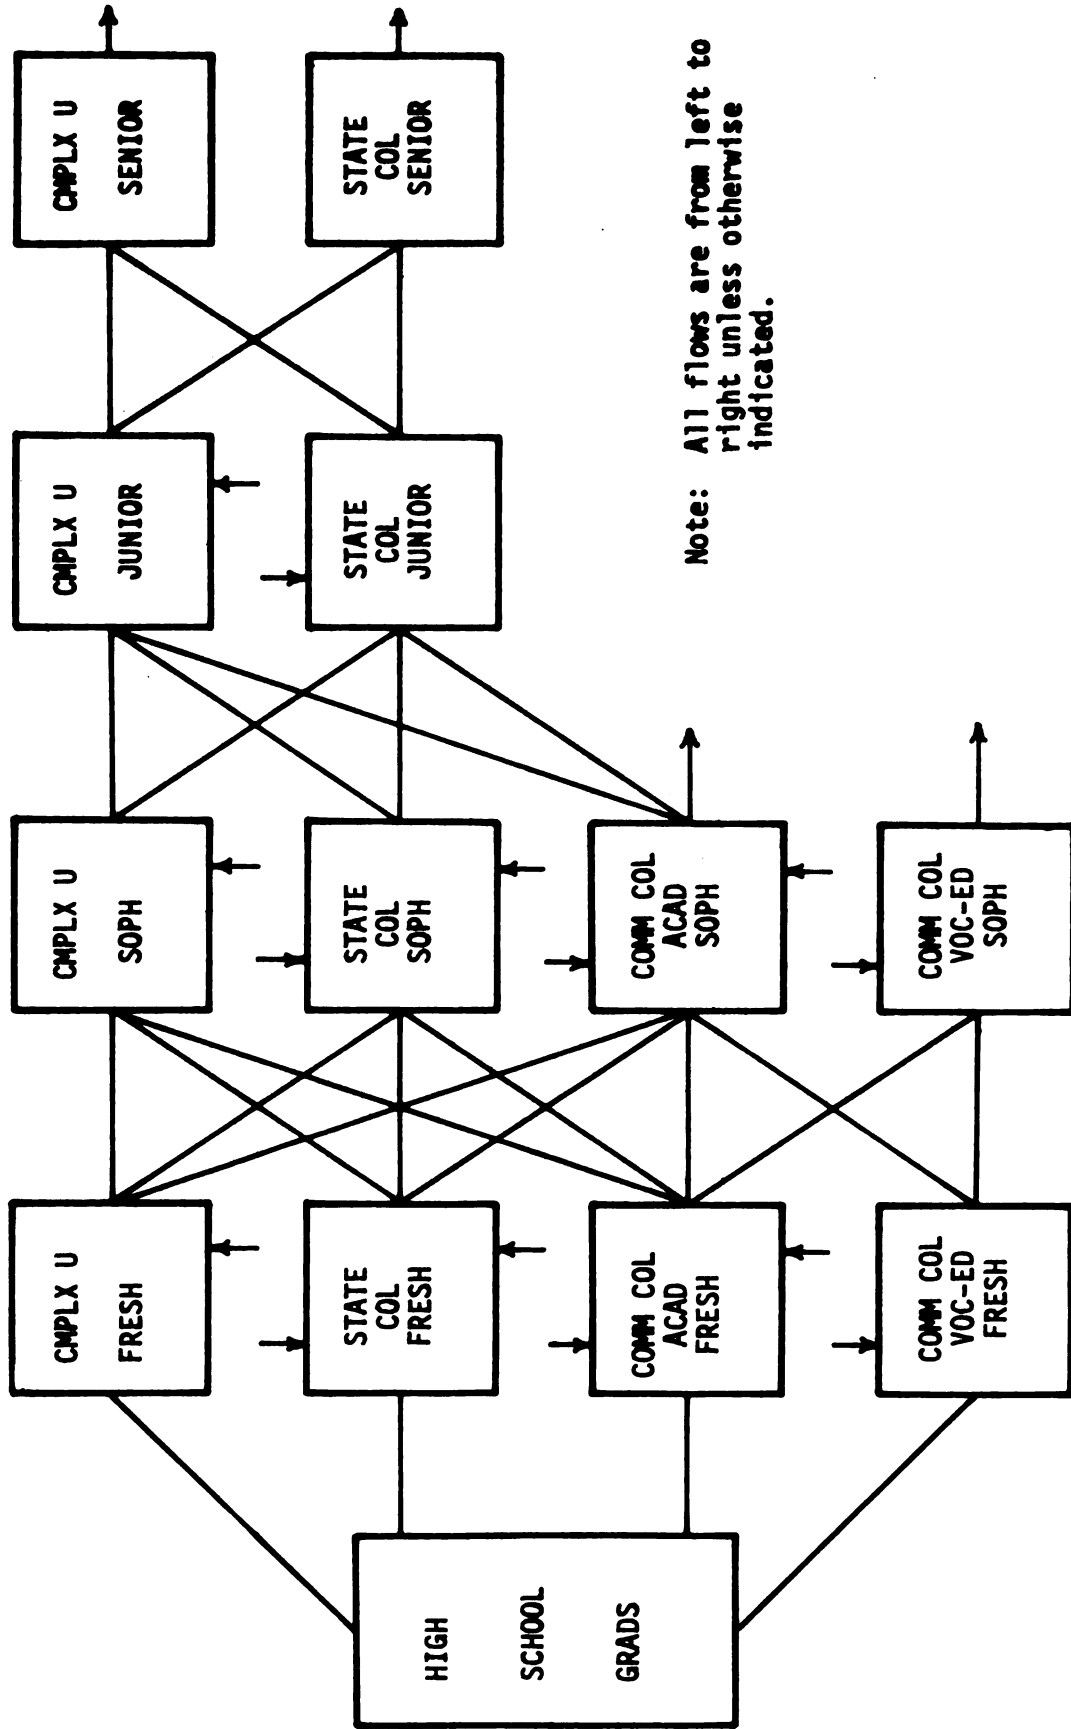 HIGH
SCHOOL
GRADS
CMPLX U
FRESH
STATE
COL
FRESH
COMM COL
ACAD
FRESH
COMM COL
VOC-ED
FRESH
CMPLX U
SOPH
STATE
COL
SOPH
COMM COL
ACAD
SOPH
COMM COL
VOC-ED
SOPH
CMPLX U
JUNIOR
STATE
COL
JUNIOR
CMPLX U
SENIOR
STATE
COL
SENIOR
Note: All flows are from left to
right unless otherwise
indicated.